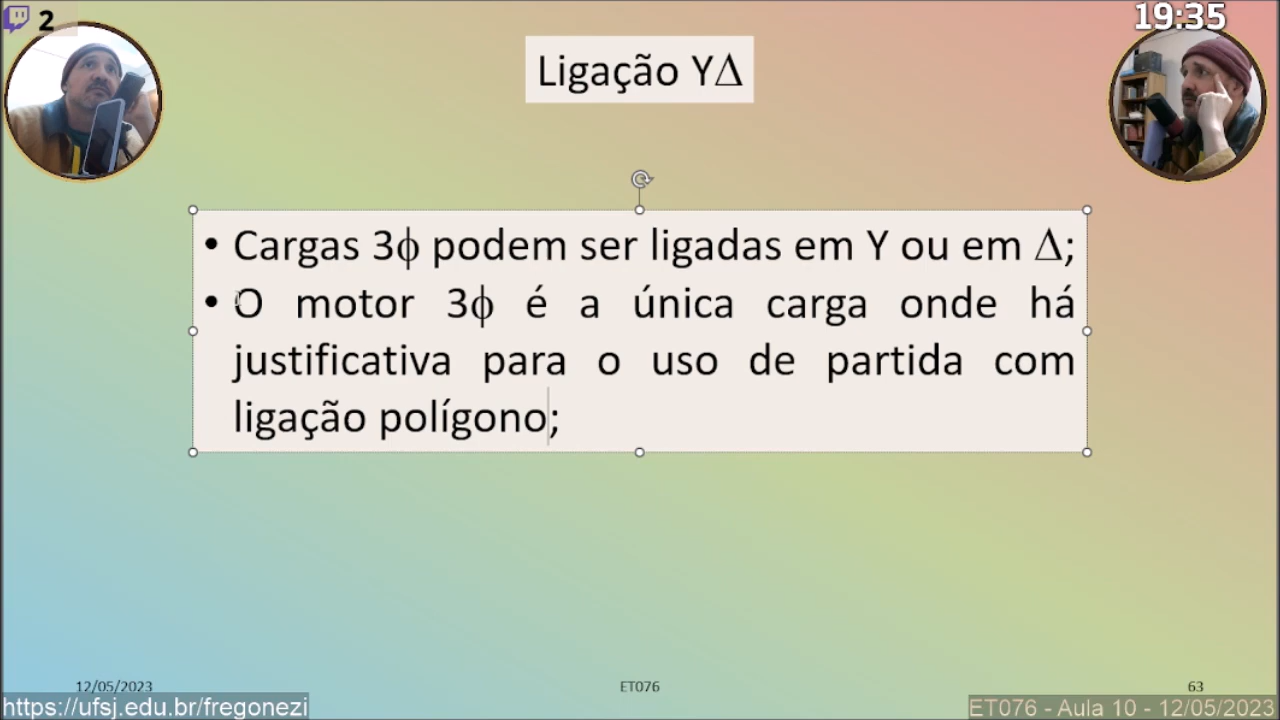 2
19:35
Ligação YΔ
• Cargas 3ϕ podem ser ligadas em Y ou em Δ;
• O motor 3ϕ é a única carga onde há
justificativa para o uso de partida com
ligação polígono;
12/05/2023
ET076
63
https://ufsj.edu.br/fregonezi
ET076 - Aula 10 - 12/05/2023